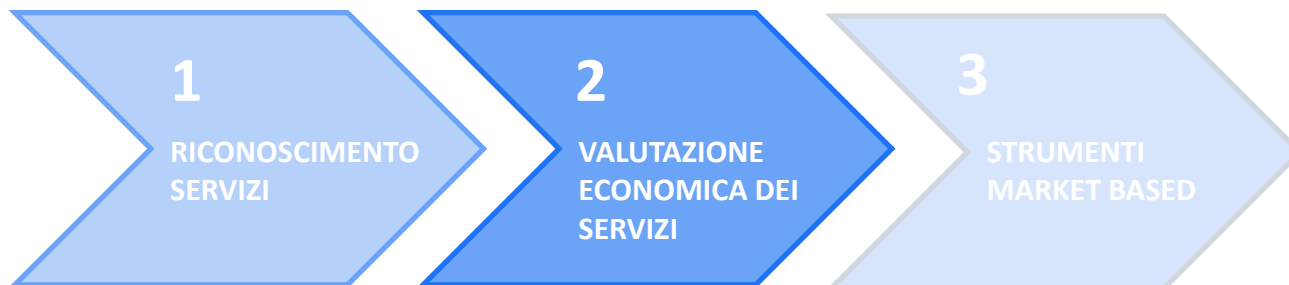 1
RICONOSCIMENTO
SERVIZI
2
VALUTAZIONE
ECONOMICA DEI
SERVIZI
3
STRUMENTI
MARKET BASED